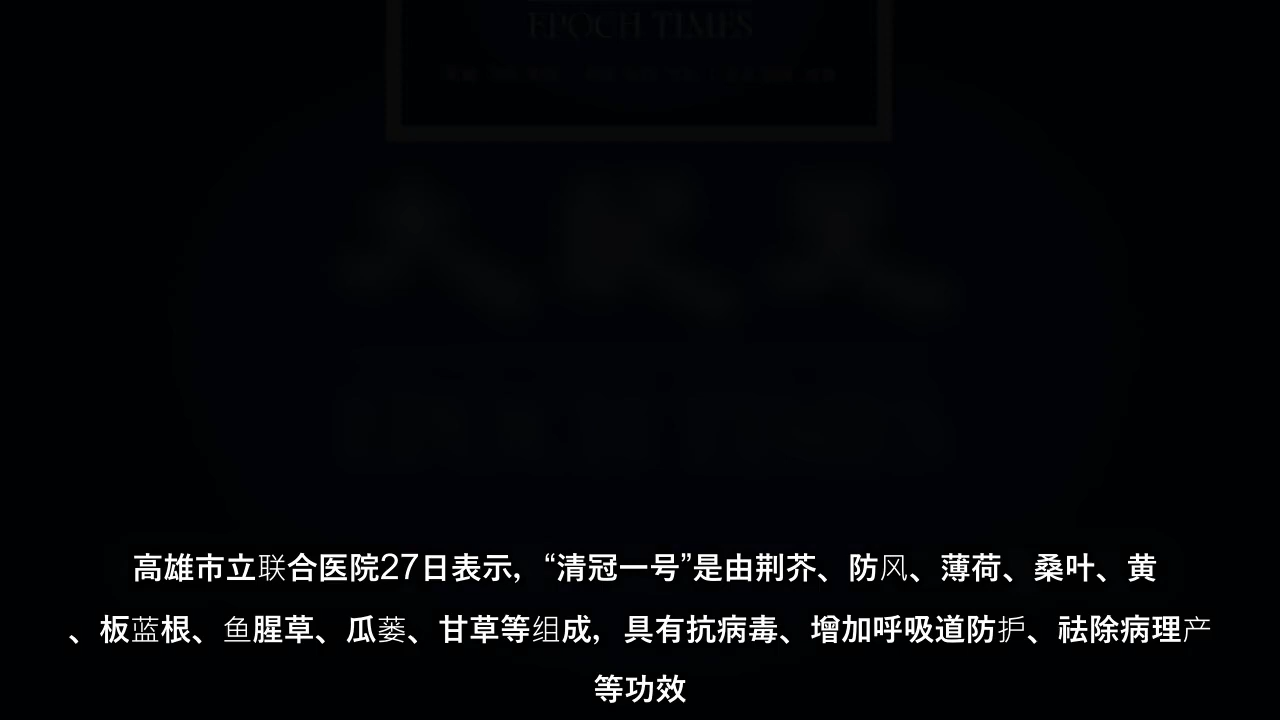 EPOCH TIMES
高雄市立联合医院27日表示，“清冠一号”是由荆芥、防风、薄荷、桑叶、黄
、板蓝根、鱼腥草、瓜蒌、甘草等组成，具有抗病毒、增加呼吸道防护、祛除病理产
等功效